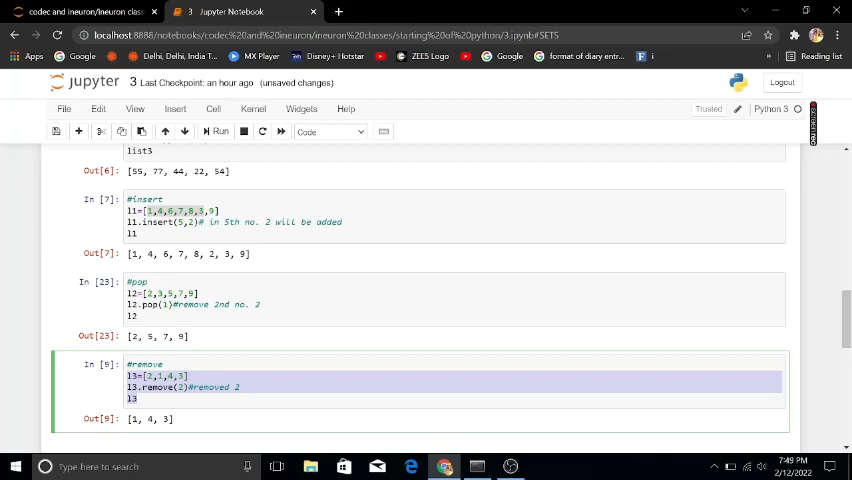 codec and ineuron/ineuron classes
3 Jupyter Notebook
localhost:8888/notebooks/codec%20and%20ineuron/ineuron%20classes/starting%20of%20python/3.ipynb#SETS
Apps Google Delhi, Delhi, India T... MX Player Disney+ Hotstar ZEE5 Logo Google format of diary entr... i » Reading list
jupyter 3 Last Checkpoint: an hour ago (unsaved changes) Logout
File Edit View Insert Cell Kernel Widgets Help Trusted Python 3
Run Code
list3
Out[6]: [55, 77, 44, 22, 54]
In [7]: #insert
l1=[1,4,6,7,8,3,9]
l1.insert(5,2)# in 5th no. 2 will be added
l1
Out[7]: [1, 4, 6, 7, 8, 2, 3, 9]
In [23]: #pop
l2=[2,3,5,7,9]
l2.pop(1)#remove 2nd no. 2
l2
Out[23]: [2, 5, 7, 9]
In [9]: #remove
l3=[2,1,4,3]
l3.remove(2)#removed 2
l3
Out[9]: [1, 4, 3]
Type here to search
7:49 PM
2/12/2022